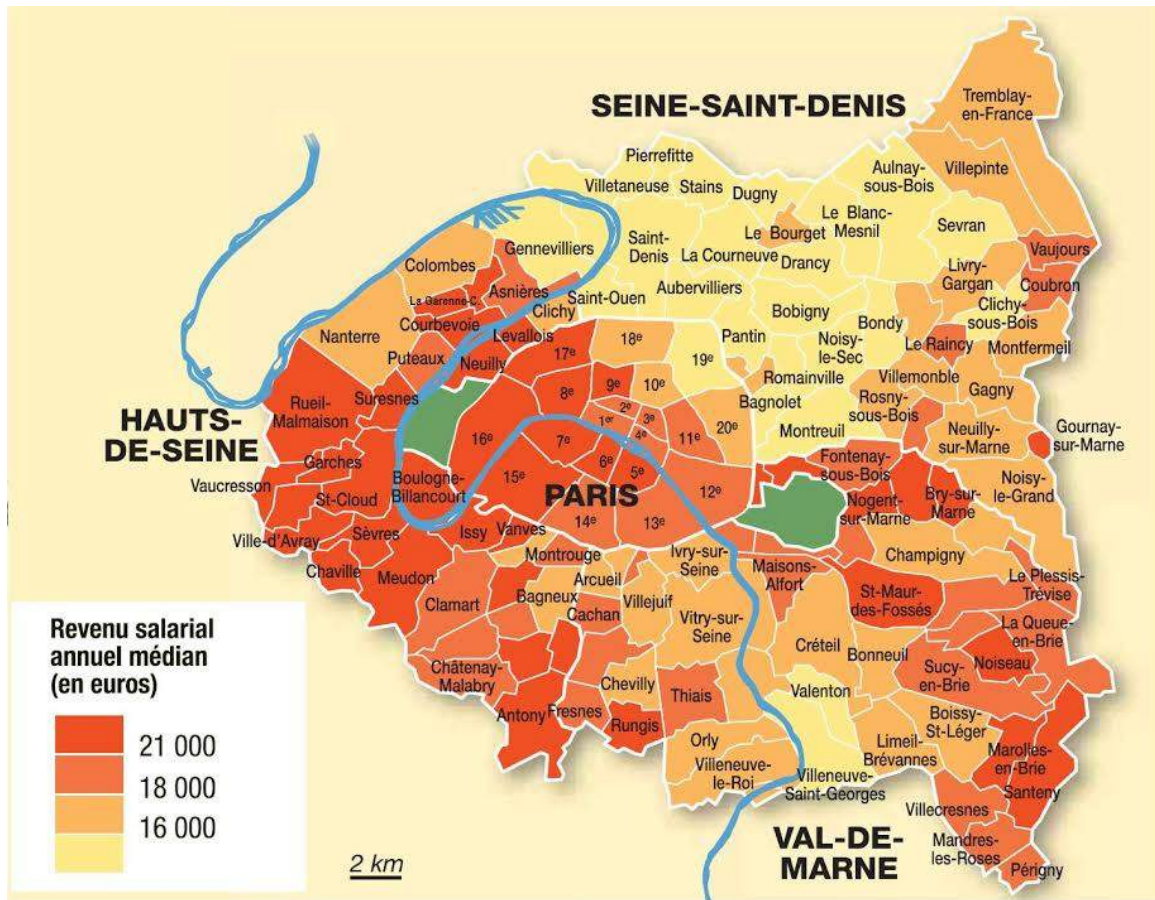 SEINE-SAINT-DENIS
Tremblay-
en-France
Villepinte
Pierrefitte
Villetaneuse
Stains
Dugny
Aulnay-
sous-Bois
Le Blanc-
Mesnil
Sevran
Le Bourget
Gennevilliers
Saint-
Denis
La Courneuve
Drancy
Vaujours
Colombes
Livry-
Gargan
Coubron
La Garenne-C.
Asnières
Clichy
Saint-Ouen
Aubervilliers
Bobigny
Bondy
Clichy-
sous-Bois
Nanterre
Courbevoie
Levallois
Puteaux
Neuilly
17e
18e
19e
Pantin
Noisy-
le-Sec
Le Raincy
Montfermeil
Romainville
Villemonble
Gagny
8e
9e
10e
2e
1er
3e
4e
11e
20e
Bagnolet
Rosny-
sous-Bois
Montreuil
Neuilly-
sur-Marne
Gournay-
sur-Marne
HAUTS-
DE-SEINE
Rueil-
Malmaison
Suresnes
Garches
Vaucresson
St-Cloud
Boulogne-
Billancourt
16e
7e
6e
5e
15e
PARIS
12e
14e
13e
Fontenay-
sous-Bois
Nogent-
sur-Marne
Bry-sur-
Marne
Noisy-
le-Grand
Ville-d'Avray
Sèvres
Chaville
Meudon
Issy
Vanves
Montrouge
Ivry-sur-
Seine
Maisons-
Alfort
Champigny
Le Plessis-
Trévise
Clamart
Bagneux
Arcueil
Cachan
Villejuif
Vitry-sur-
Seine
St-Maur-
des-Fossés
La Queue-
en-Brie
Créteil
Bonneuil
Sucy-
en-Brie
Noiseau
Châtenay-
Malabry
Chevilly
Thiais
Valenton
Boissy-
St-Léger
Antony
Fresnes
Rungis
Orly
Villeneuve-
le-Roi
Limeil-
Brévannes
Marolles-
en-Brie
Santeny
Villeneuve-
Saint-Georges
Villecresnes
Mandres-
les-Roses
Périgny
VAL-DE-
MARNE
Revenu salarial
annuel médian
(en euros)
21 000
18 000
16 000
2 km